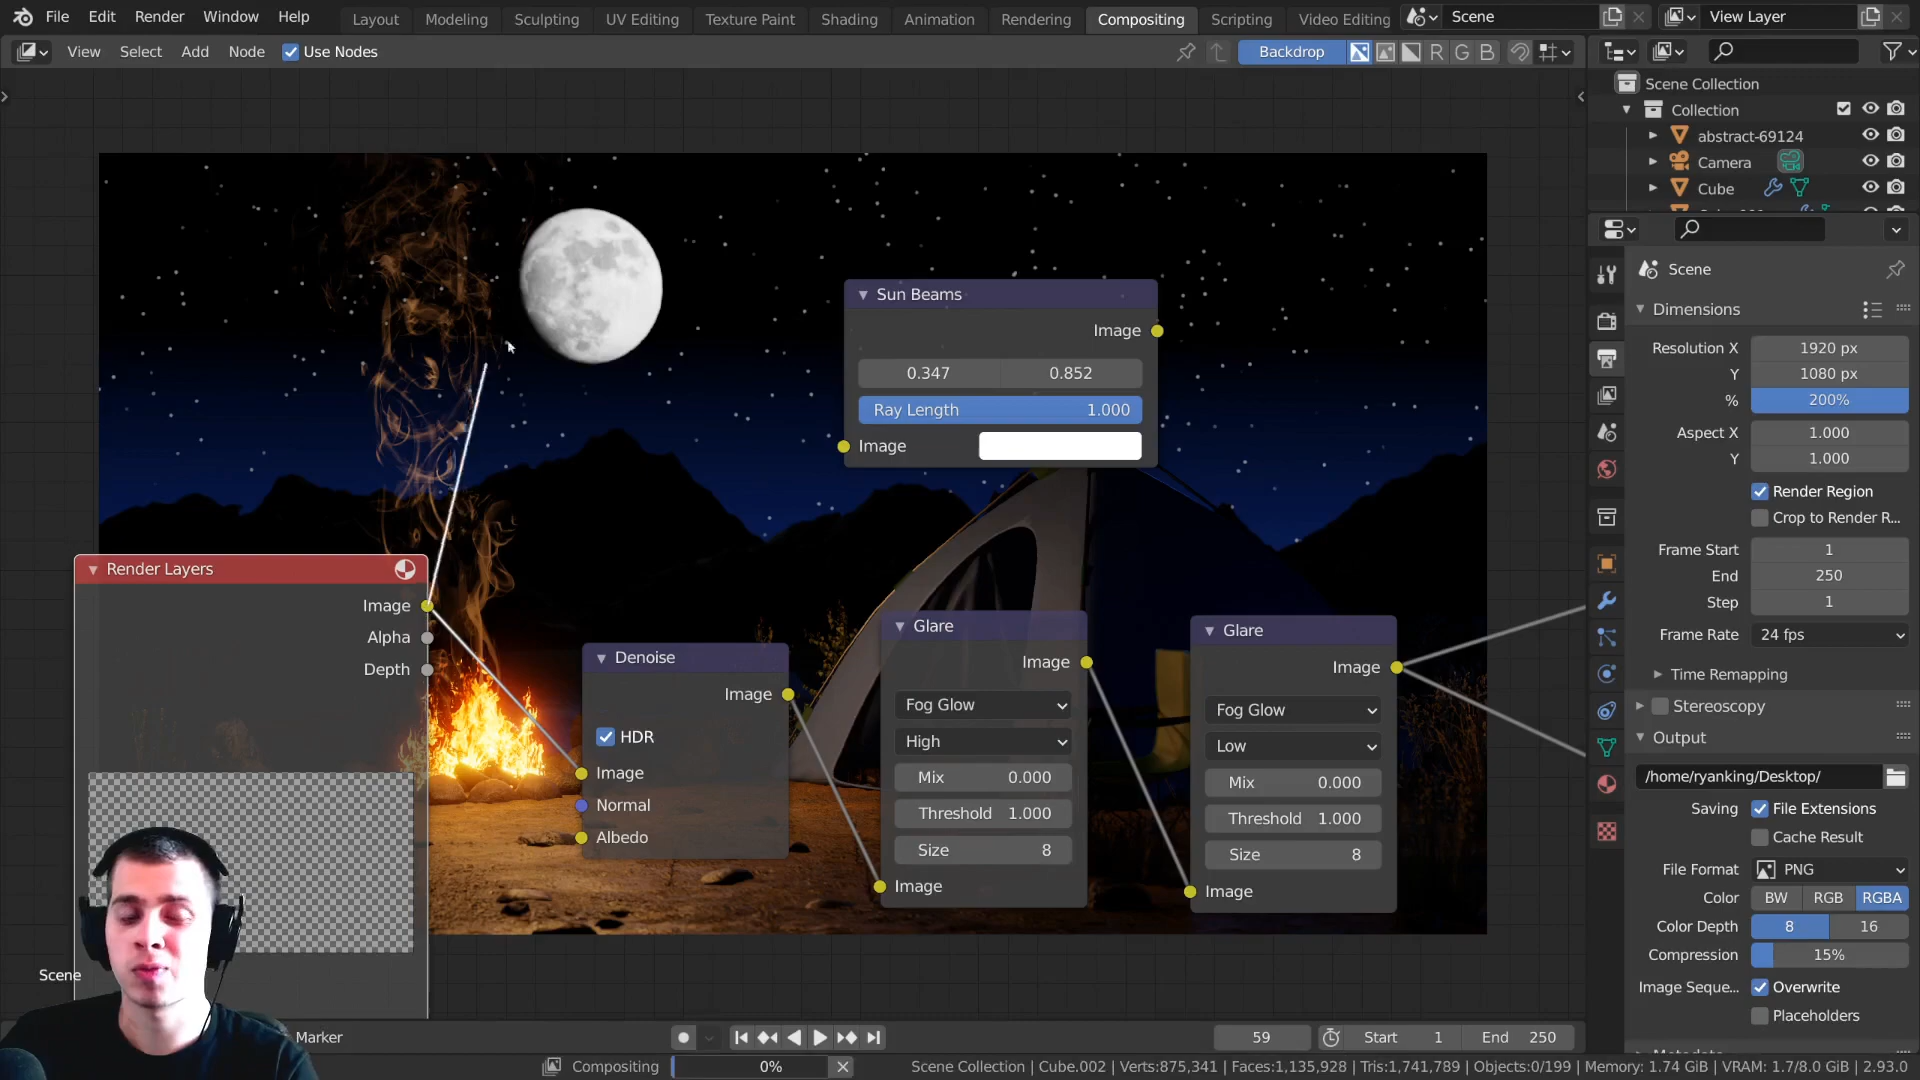 File Edit Render Window Help Layout Modeling Sculpting UV Editing Texture Paint Shading Animation Rendering Compositing Scripting Video Editing Scene View Layer
View Select Add Node Use Nodes Backdrop R G B
Scene Collection
Collection
abstract-69124
Camera
Cube
Scene
Dimensions
Resolution X 1920 px
Y 1080 px
% 200%
Aspect X 1.000
Y 1.000
Render Region
Crop to Render R...
Frame Start 1
End 250
Step 1
Frame Rate 24 fps
Time Remapping
Stereoscopy
Output
/home/ryanking/Desktop/
Saving File Extensions
Cache Result
File Format PNG
Color BW RGB RGBA
Color Depth 8 16
Compression 15%
Image Seque... Overwrite
Placeholders
Sun Beams
Image
0.347 0.852
Ray Length 1.000
Image
Render Layers
Image
Alpha
Depth
Denoise
Image
HDR
Image
Normal
Albedo
Glare
Image
Fog Glow
High
Mix 0.000
Threshold 1.000
Size 8
Image
Glare
Image
Fog Glow
Low
Mix 0.000
Threshold 1.000
Size 8
Image
Scene
Marker 59 Start 1 End 250
Compositing 0% Scene Collection | Cube.002 | Verts:875,341 | Faces:1,135,928 | Tris:1,741,789 | Objects:0/199 | Memory: 1.74 GiB | VRAM: 1.7/8.0 GiB | 2.93.0